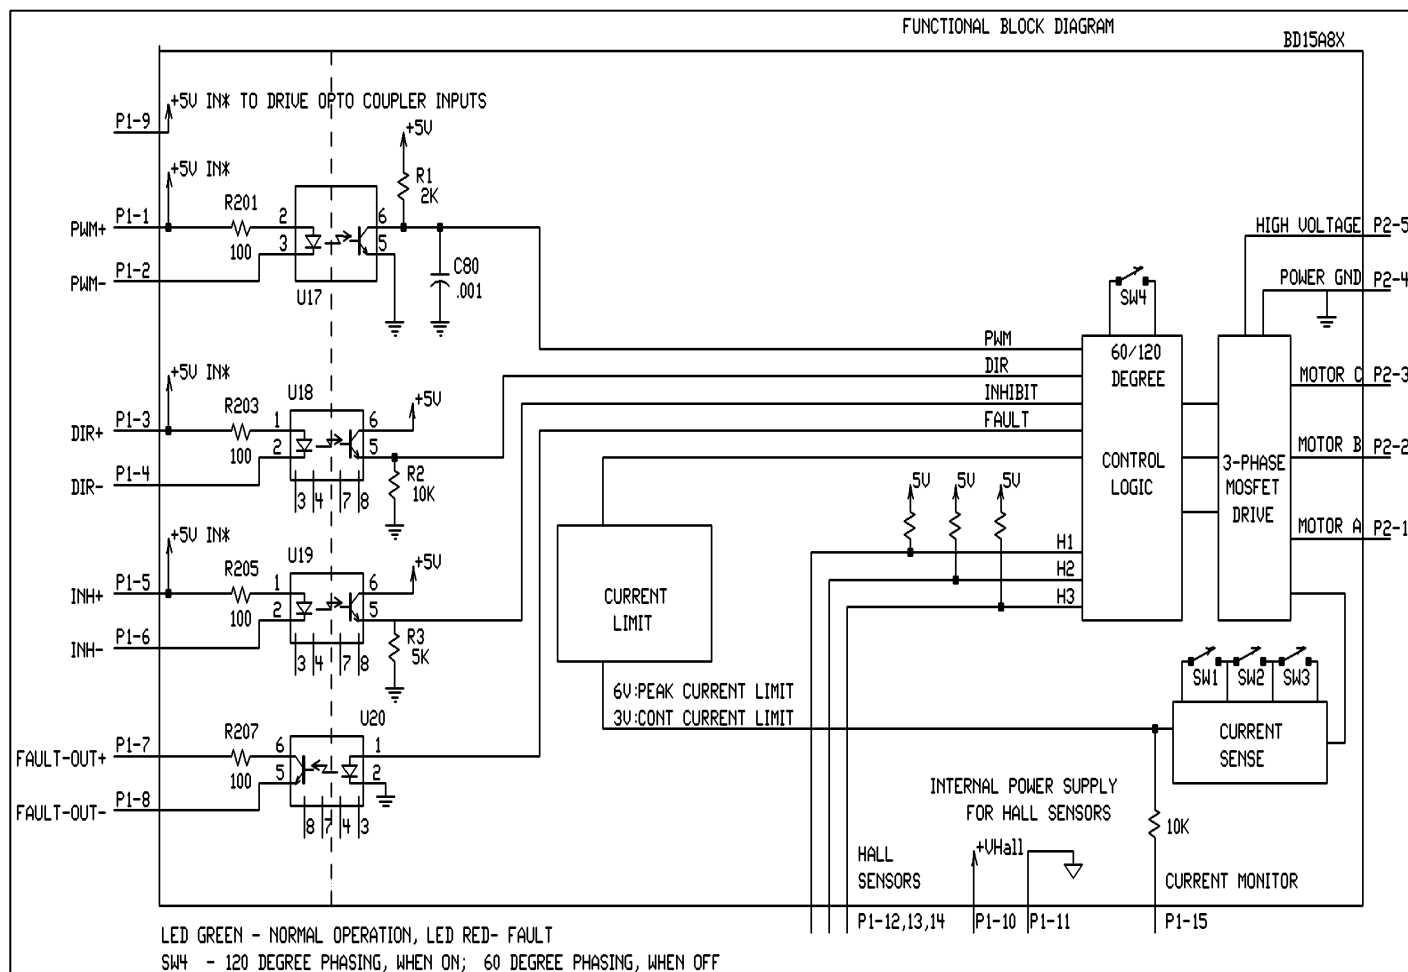 FUNCTIONAL BLOCK DIAGRAM
BD15A8X
+5V IN* TO DRIVE OPTO COUPLER INPUTS
P1-9
+5V
+5V IN*
R1
2K
R201
100
PWM+
P1-1
PWM-
P1-2
2
3
6
5
U17
C80
.001
HIGH VOLTAGE
P2-5
POWER GND
P2-4
SW4
PWM
DIR
INHIBIT
FAULT
60/120
DEGREE
CONTROL
LOGIC
3-PHASE
MOSFET
DRIVE
MOTOR C
P2-3
MOTOR B
P2-2
MOTOR A
P2-1
+5V IN*
U18
+5V
R203
100
DIR+
P1-3
DIR-
P1-4
1
2
6
5
3
4
7
8
R2
10K
5V
5V
5V
H1
H2
H3
+5V IN*
U19
+5V
R205
100
INH+
P1-5
INH-
P1-6
1
2
6
5
3
4
7
8
R3
5K
CURRENT
LIMIT
6V:PEAK CURRENT LIMIT
3V:CONT CURRENT LIMIT
SW1
SW2
SW3
CURRENT
SENSE
U20
R207
100
FAULT-OUT+
P1-7
FAULT-OUT-
P1-8
6
5
1
2
8
7
4
3
INTERNAL POWER SUPPLY
FOR HALL SENSORS
10K
+VHall
HALL
SENSORS
CURRENT MONITOR
P1-12,13,14
P1-10
P1-11
P1-15
LED GREEN - NORMAL OPERATION, LED RED- FAULT
SW4 - 120 DEGREE PHASING, WHEN ON; 60 DEGREE PHASING, WHEN OFF